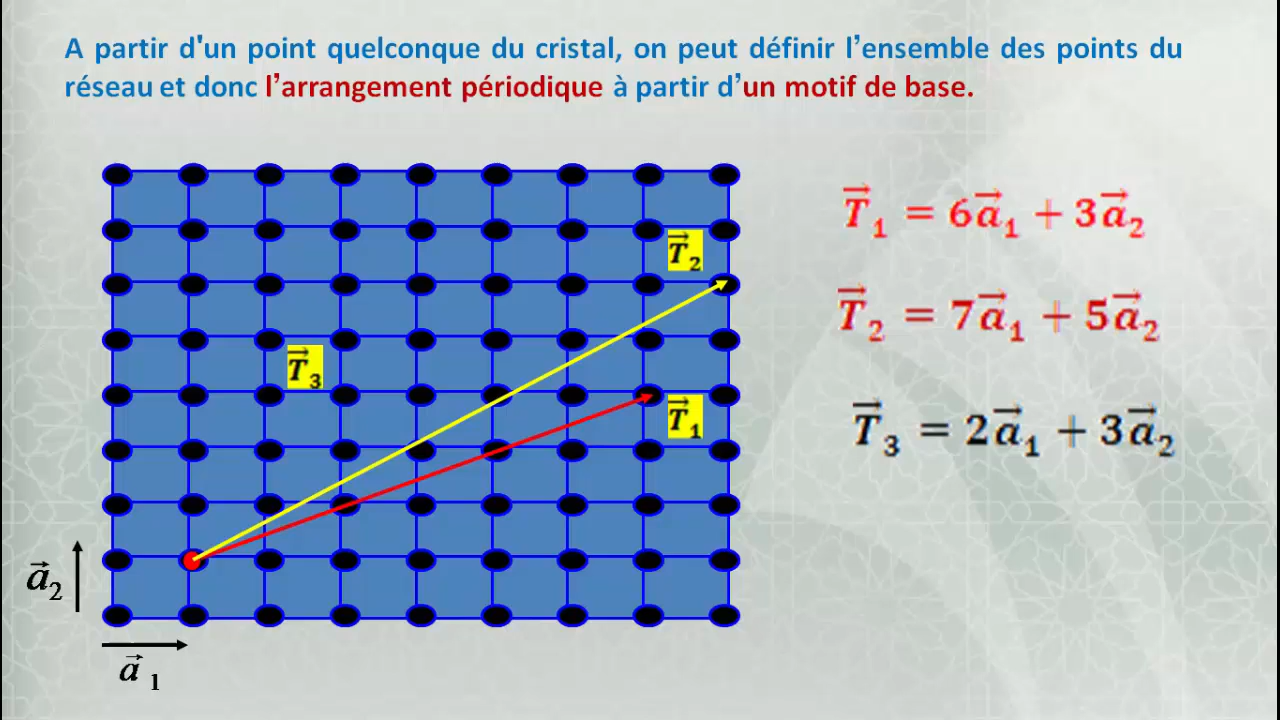 A partir d'un point quelconque du cristal, on peut définir l’ensemble des points du
réseau et donc l’arrangement périodique à partir d’un motif de base.
T⃗₁ = 6a⃗₁ + 3a⃗₂
T⃗₂
T⃗₂ = 7a⃗₁ + 5a⃗₂
T⃗₃
T⃗₁
T⃗₃ = 2a⃗₁ + 3a⃗₂
a⃗₂
a⃗ ₁